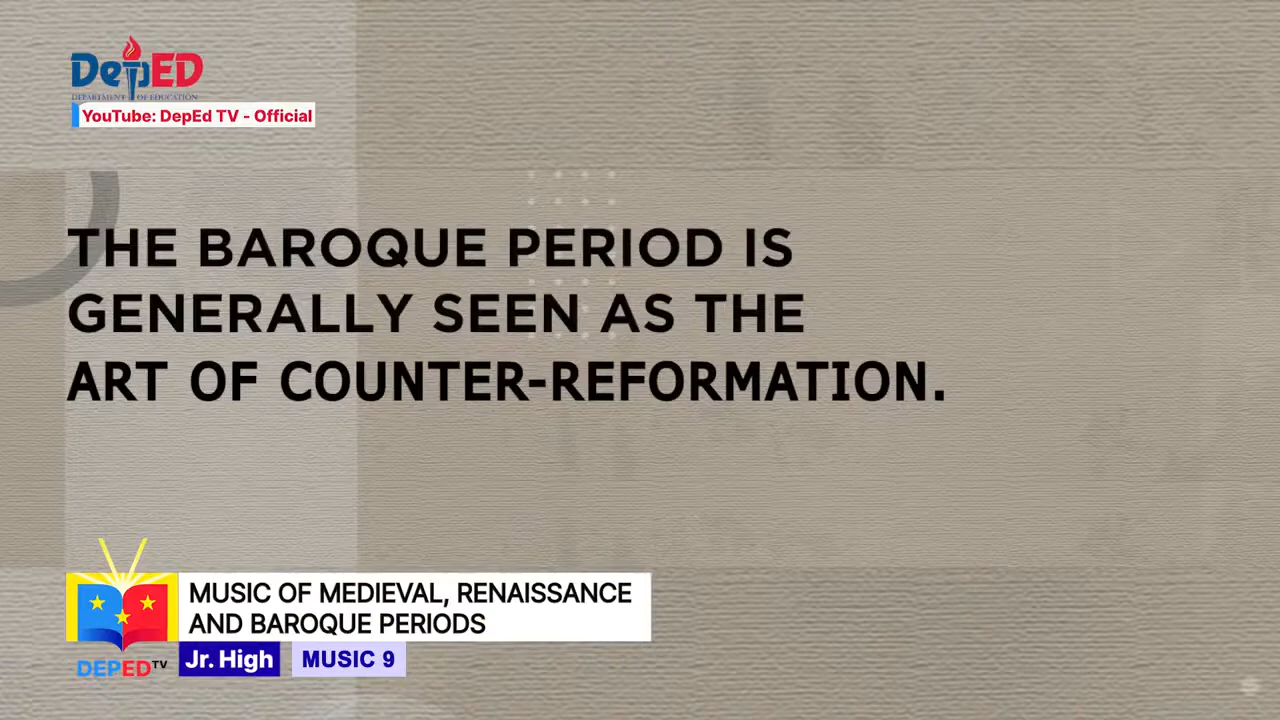 DepED
DEPARTMENT OF EDUCATION
YouTube: DepEd TV - Official
THE BAROQUE PERIOD IS
GENERALLY SEEN AS THE
ART OF COUNTER-REFORMATION.
MUSIC OF MEDIEVAL, RENAISSANCE
AND BAROQUE PERIODS
DEPED TV
Jr. High
MUSIC 9